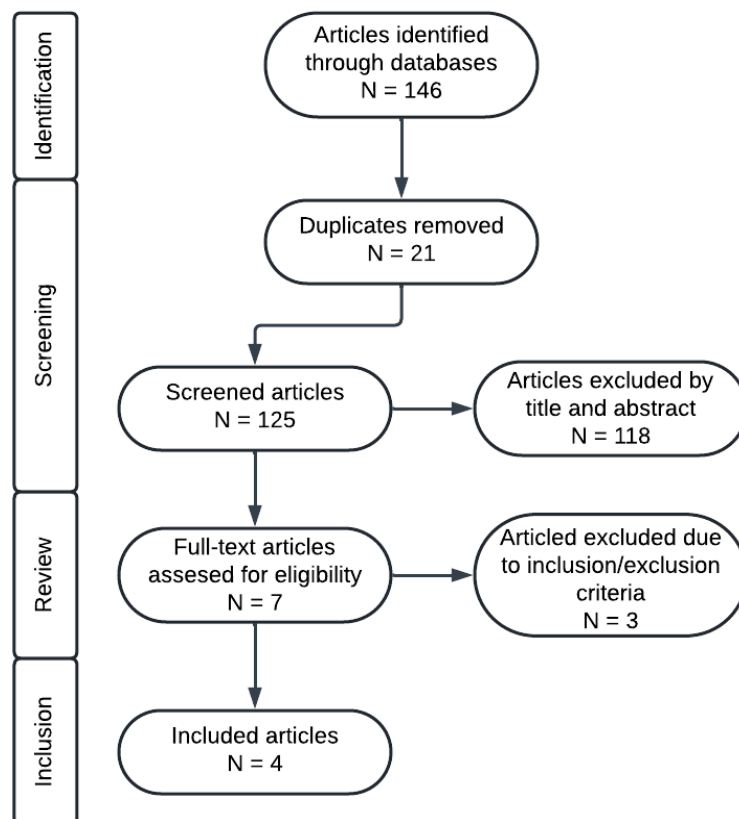 Identification
Articles identified
through databases
N = 146
Duplicates removed
N = 21
Screening
Screened articles
N = 125
Articles excluded by
title and abstract
N = 118
Review
Full-text articles
assesed for eligibility
N = 7
Articled excluded due
to inclusion/exclusion
criteria
N = 3
Inclusion
Included articles
N = 4